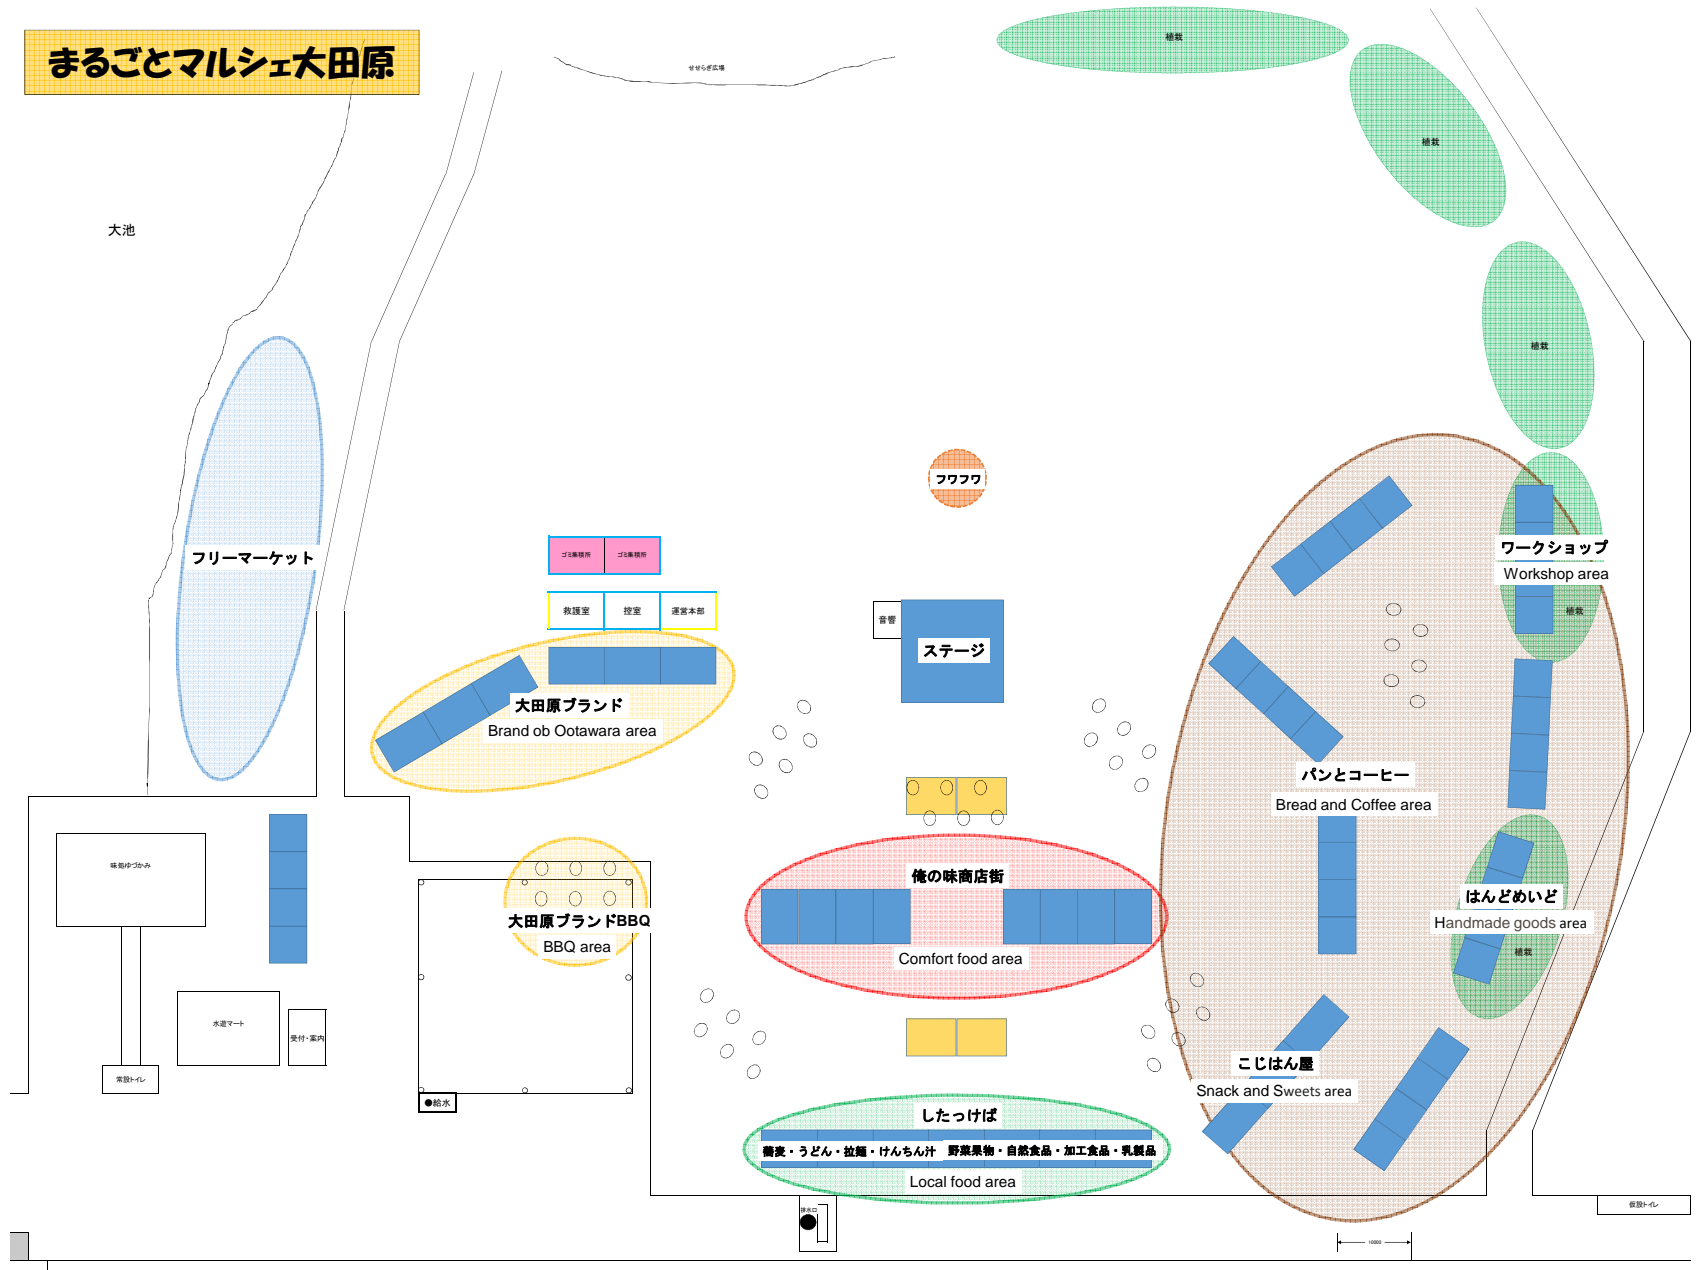 まるごとマルシェ大田原
せせらぎ広場
植栽
植栽
大池
植栽
フワフワ
フリーマーケット
ゴミ集積所
ゴミ集積所
救護室
控室
運営本部
音響
ステージ
ワークショップ
Workshop area
植栽
大田原ブランド
Brand ob Ootawara area
パンとコーヒー
Bread and Coffee area
味処ゆづかみ
俺の味商店街
Comfort food area
大田原ブランドBBQ
BBQ area
はんどめいど
Handmade goods area
植栽
水遊マート
受付・案内
常設トイレ
●給水
こじはん屋
Snack and Sweets area
したっけば
蕎麦・うどん・拉麺・けんちん汁
野菜果物・自然食品・加工食品・乳製品
Local food area
排水口
仮設トイレ
10000